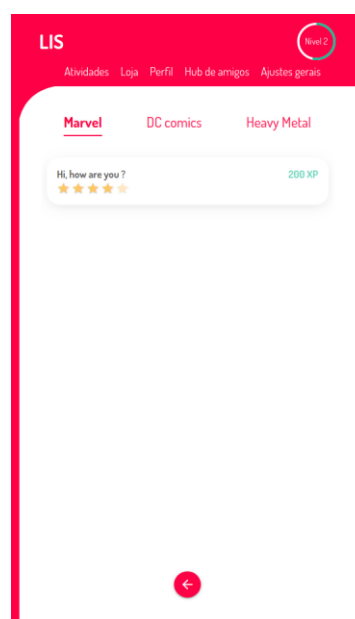 LIS
Nível 2
Atividades Loja Perfil Hub de amigos Ajustes gerais
Marvel DC comics Heavy Metal
Hi, how are you ? 200 XP